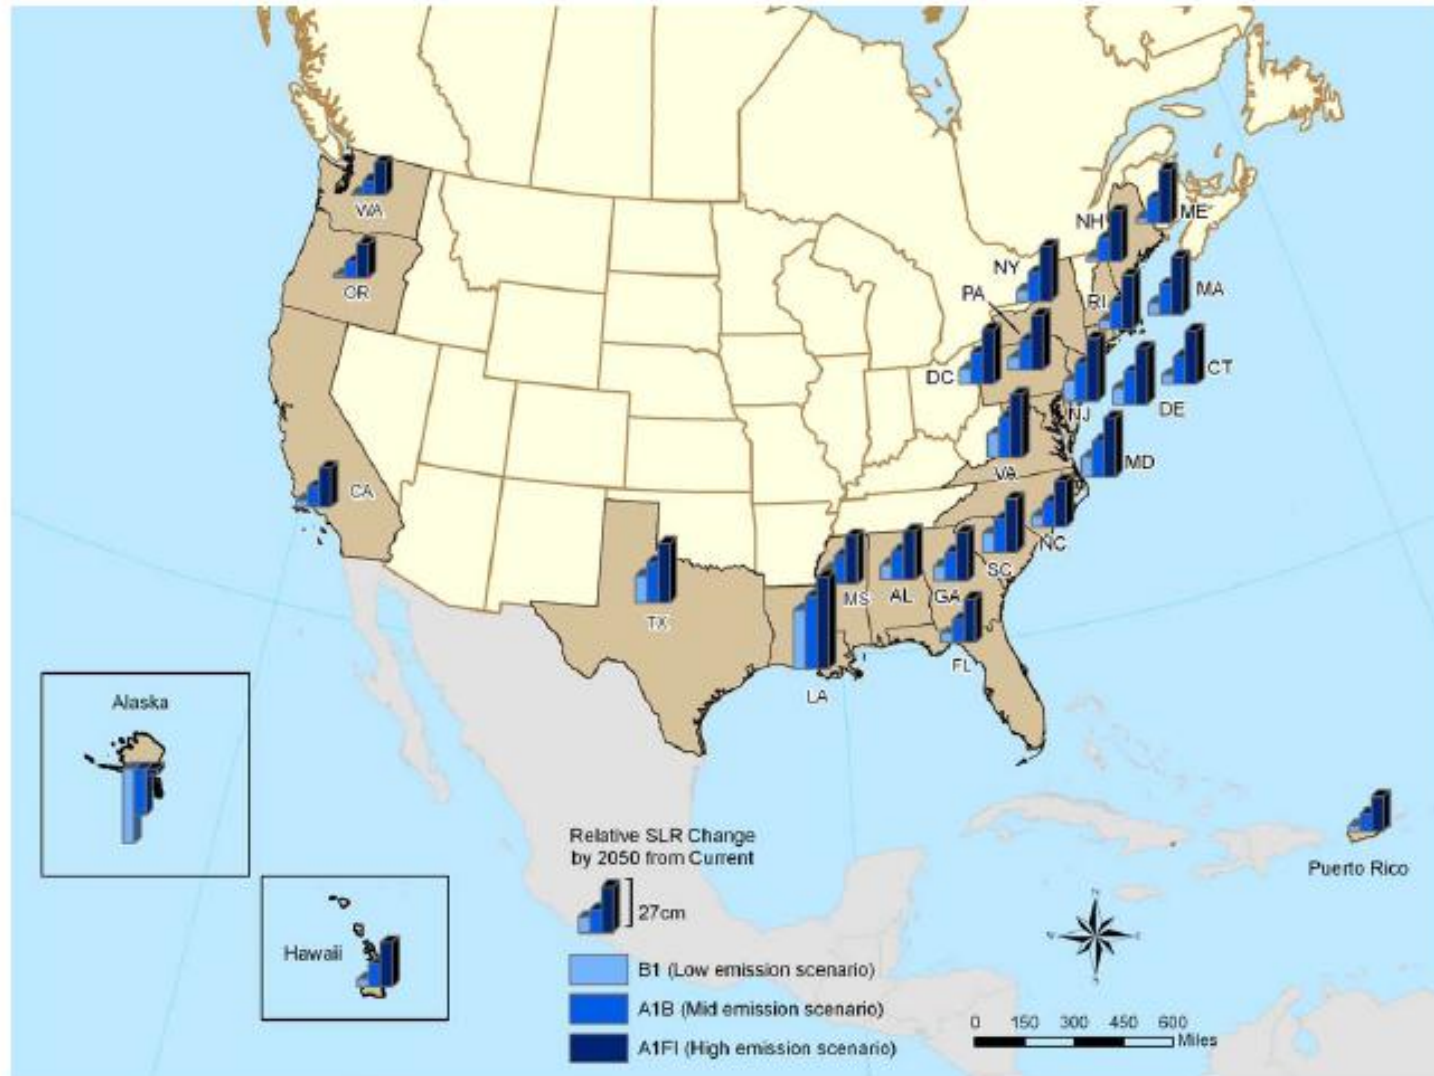 WA
OR
CA
TX
LA
MS
AL
GA
FL
SC
NC
VA
MD
DC
PA
NY
NJ
DE
CT
RI
MA
NH
ME
Alaska
Hawaii
Puerto Rico
Relative SLR Change
by 2050 from Current
27cm
B1 (Low emission scenario)
A1B (Mid emission scenario)
A1FI (High emission scenario)
N
W
E
S
0 150 300 450 600
Miles